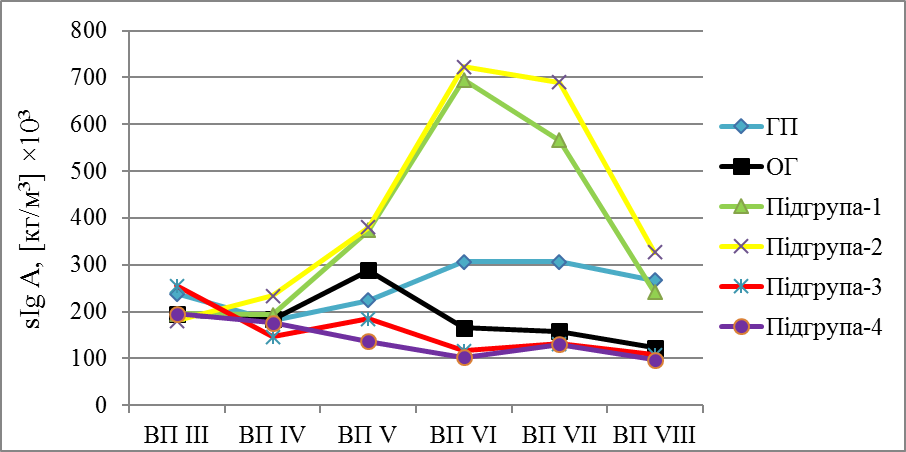 800
700
600
500
400
300
200
100
0
sIg A, [кг/м³] ×10³
ВП III ВП IV ВП V ВП VI ВП VII ВП VIII
ГП
ОГ
Підгрупа-1
Підгрупа-2
Підгрупа-3
Підгрупа-4